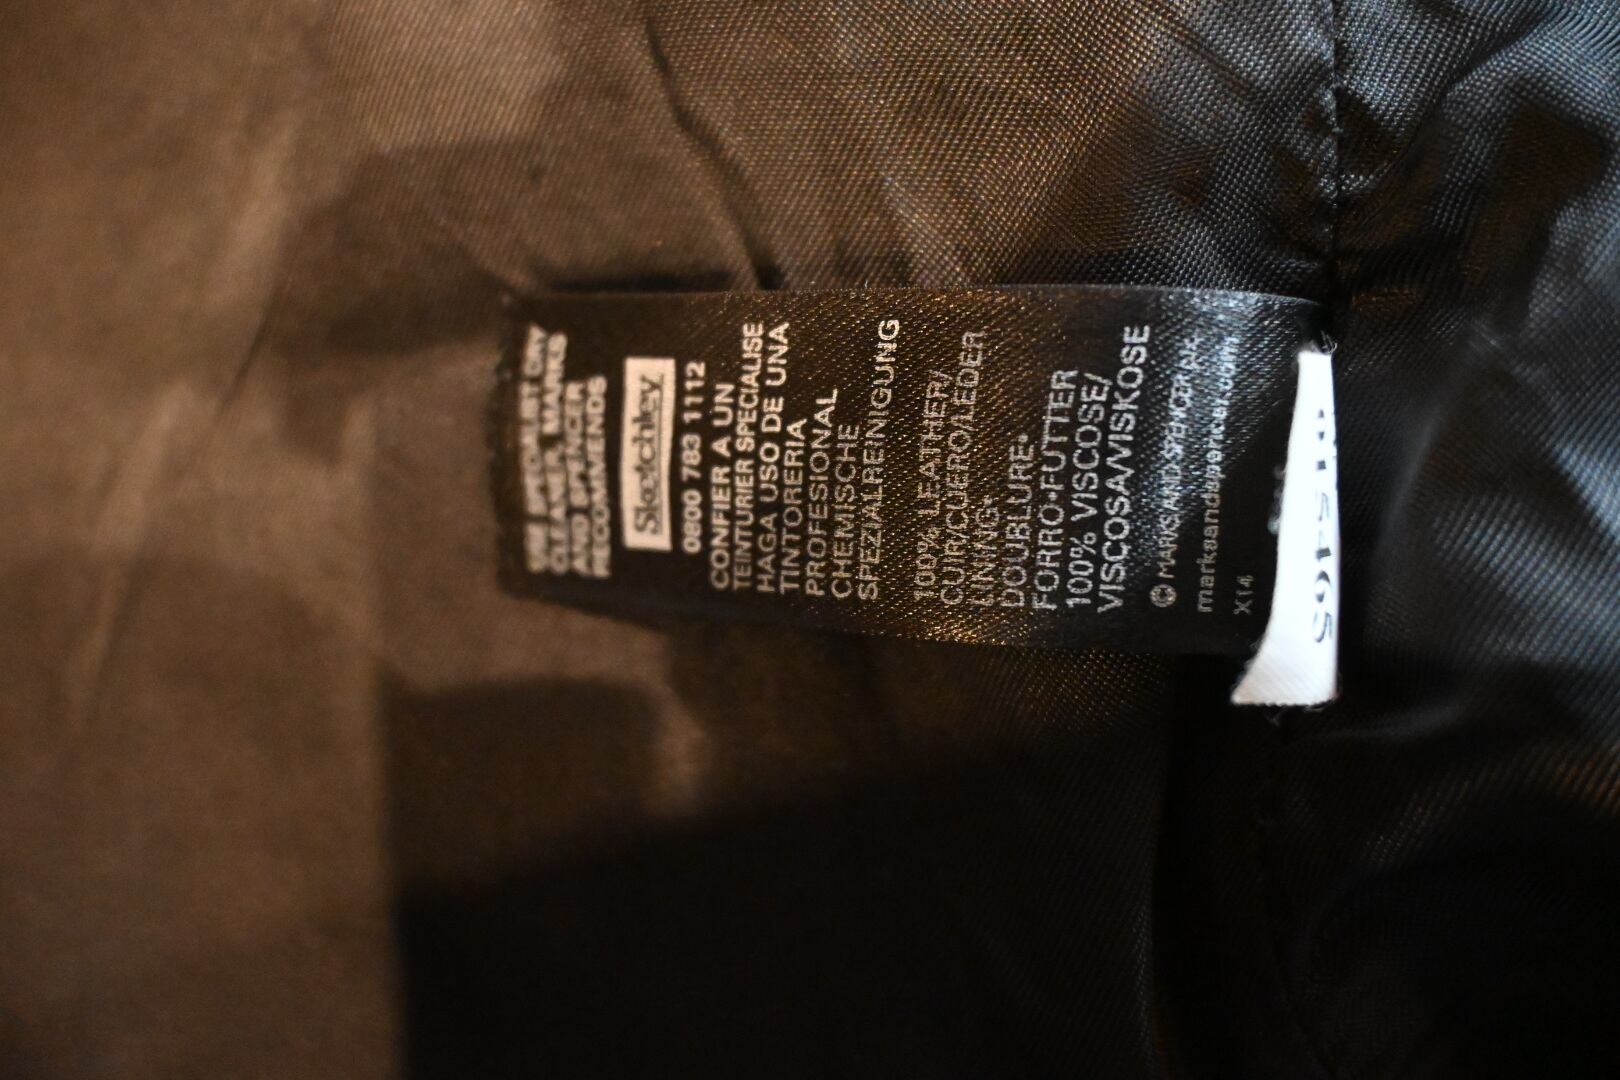 USE SPECIALIST DRY
CLEANER, MARKS
AND SPENCER
RECOMMENDS
Sketchley
0800 783 1112
CONFIER A UN
TEINTURIER SPECIALISE
HAGA USO DE UNA
TINTORERIA
PROFESIONAL
CHEMISCHE
SPEZIALREINIGUNG
100% LEATHER/
CUIR/CUERO/LEDER
LINING•
DOUBLURE•
FORRO•FUTTER
100% VISCOSE/
VISCOSA/VISKOSE
© MARKS AND SPENCER
marksandspencer.com
X14